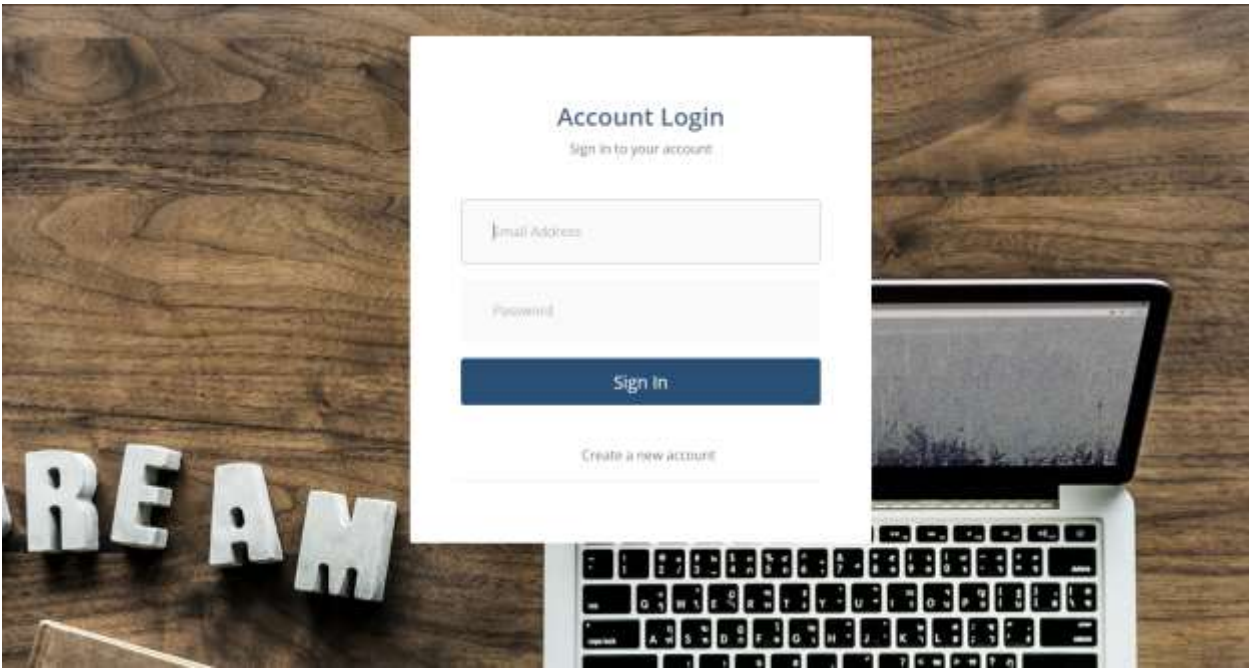 Account Login
Sign in to your account
Email Address
Password
Sign In
Create a new account
REAM